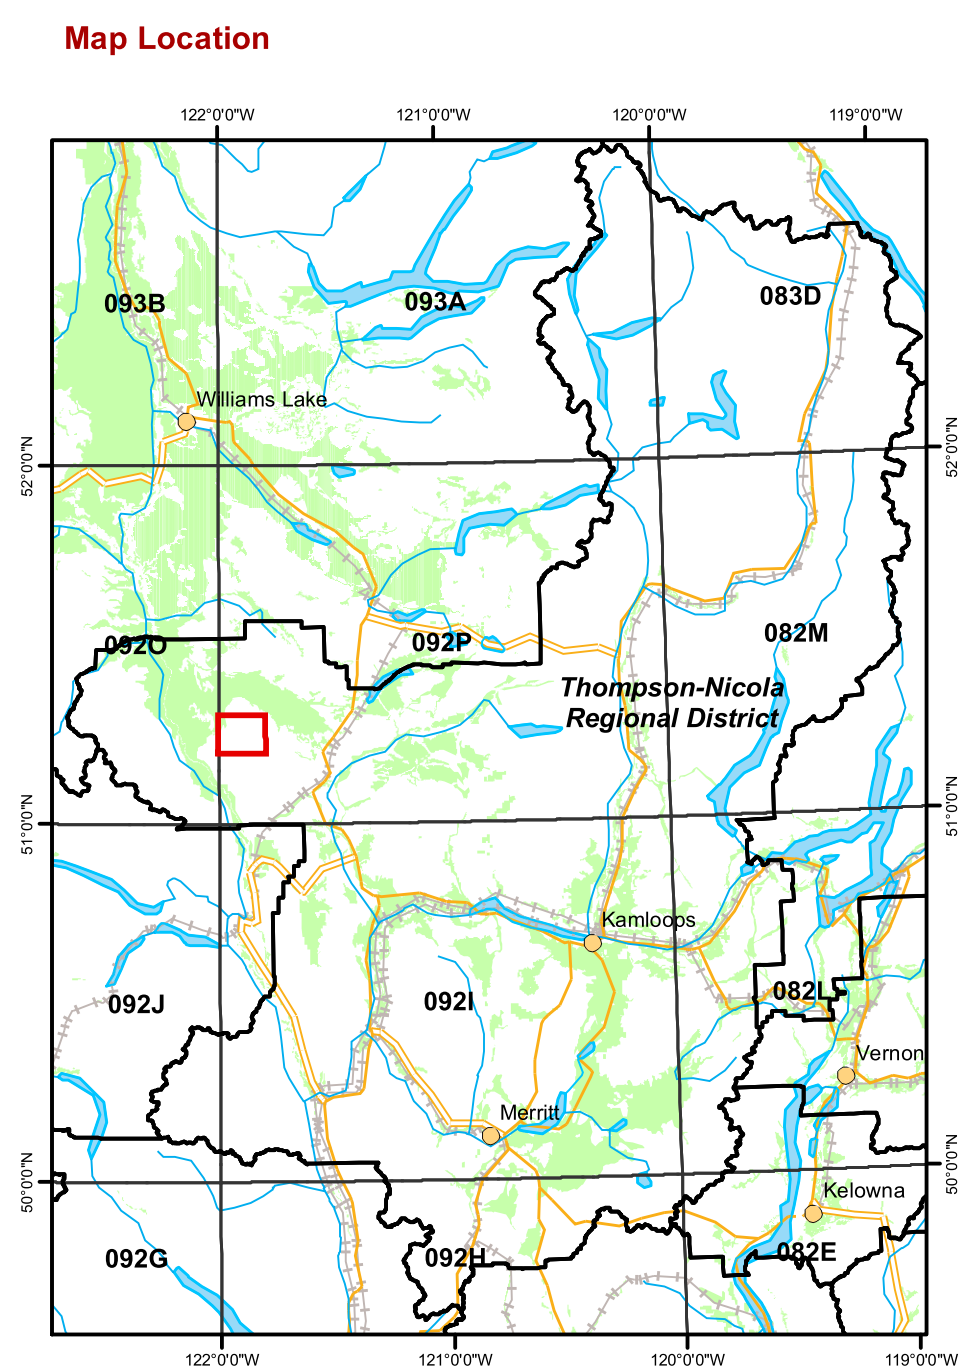 Map Location
122°0'0"W
121°0'0"W
120°0'0"W
119°0'0"W
093B
093A
083D
Williams Lake
52°0'0"N
52°0'0"N
092O
092P
082M
Thompson-Nicola
Regional District
51°0'0"N
51°0'0"N
Kamloops
092J
092I
082L
Vernon
Merritt
50°0'0"N
50°0'0"N
Kelowna
092G
092H
082E
122°0'0"W
121°0'0"W
120°0'0"W
119°0'0"W